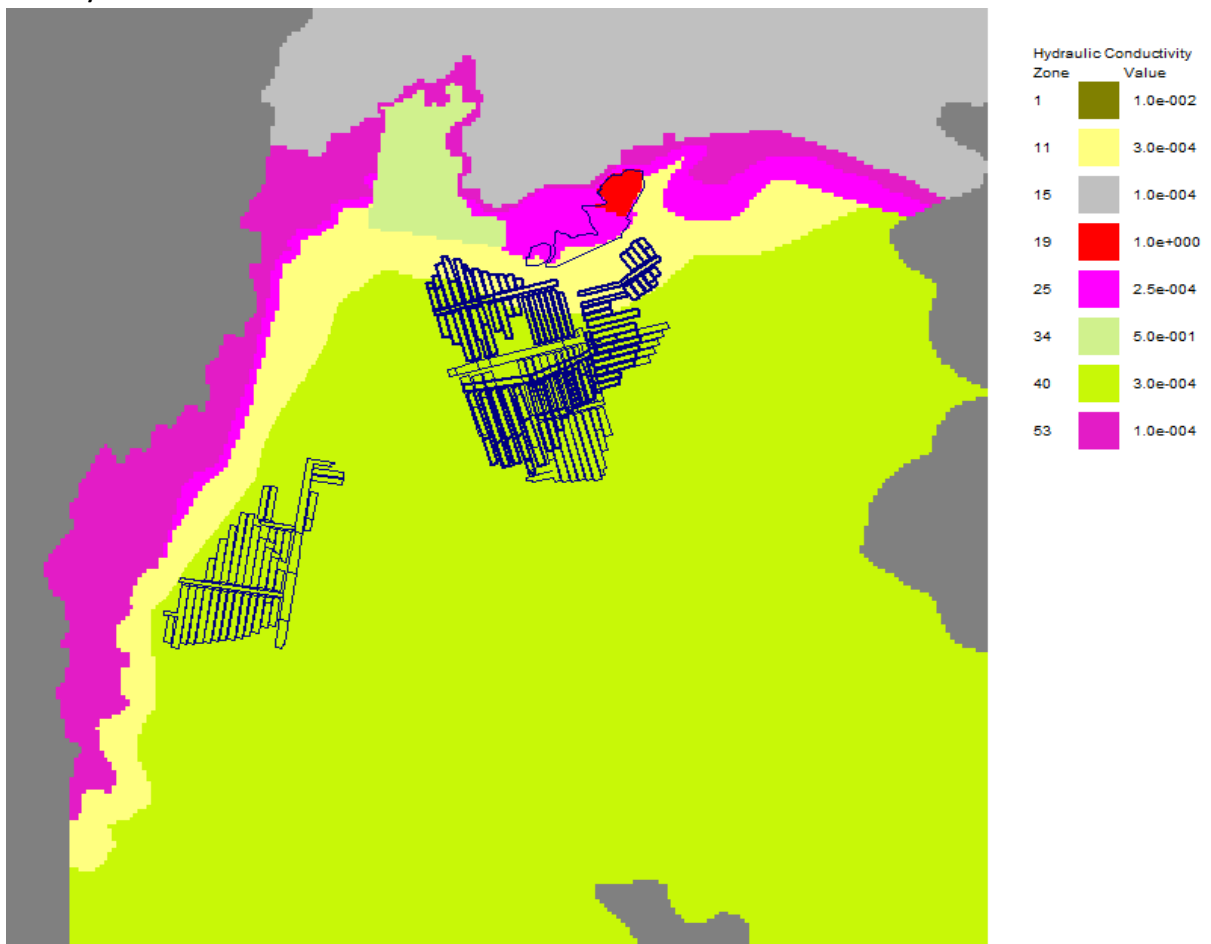 Hydraulic Conductivity
Zone Value
1 1.0e-002
11 3.0e-004
15 1.0e-004
19 1.0e+000
25 2.5e-004
34 5.0e-001
40 3.0e-004
53 1.0e-004